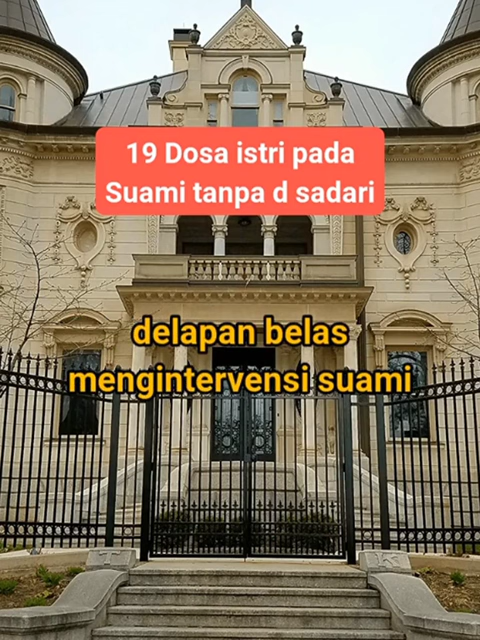 19 Dosa istri pada
Suami tanpa d sadari
delapan belas
mengintervensi suami